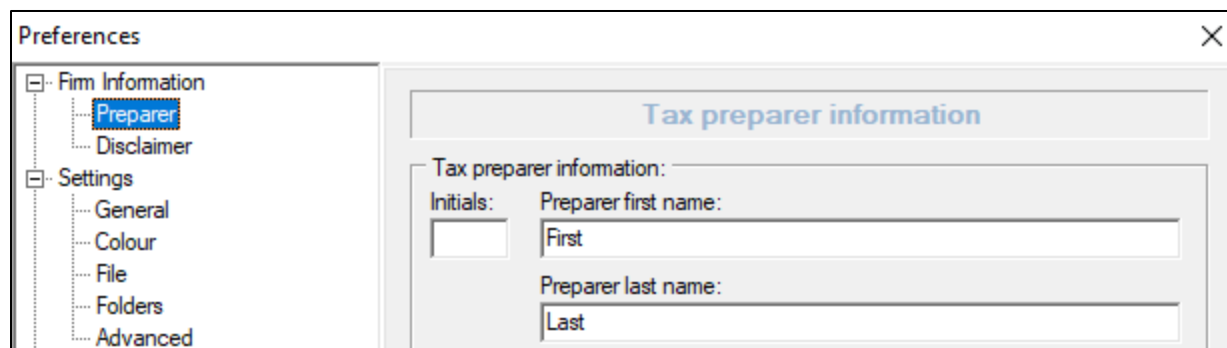 Preferences
Firm Information
Preparer
Disclaimer
Settings
General
Colour
File
Folders
Advanced
Tax preparer information
Tax preparer information:
Initials: Preparer first name:
First
Preparer last name:
Last